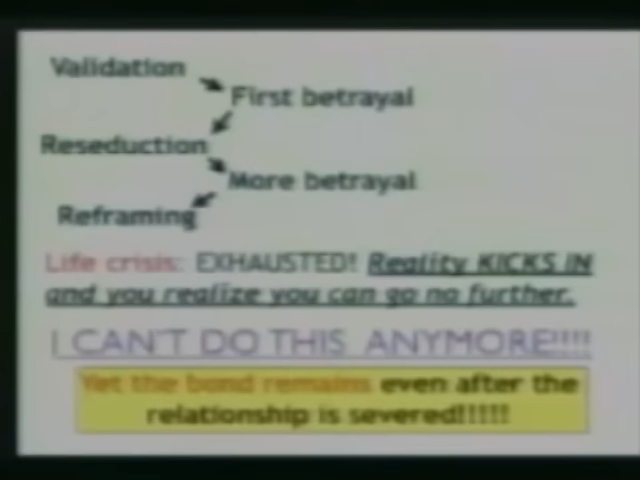 Validation
First betrayal
Reseduction
More betrayal
Reframing
Life crisis: EXHAUSTED! Reality KICKS IN
and you realize you can go no further.
I CAN'T DO THIS ANYMORE!!!!
Yet the bond remains even after the
relationship is severed!!!!!